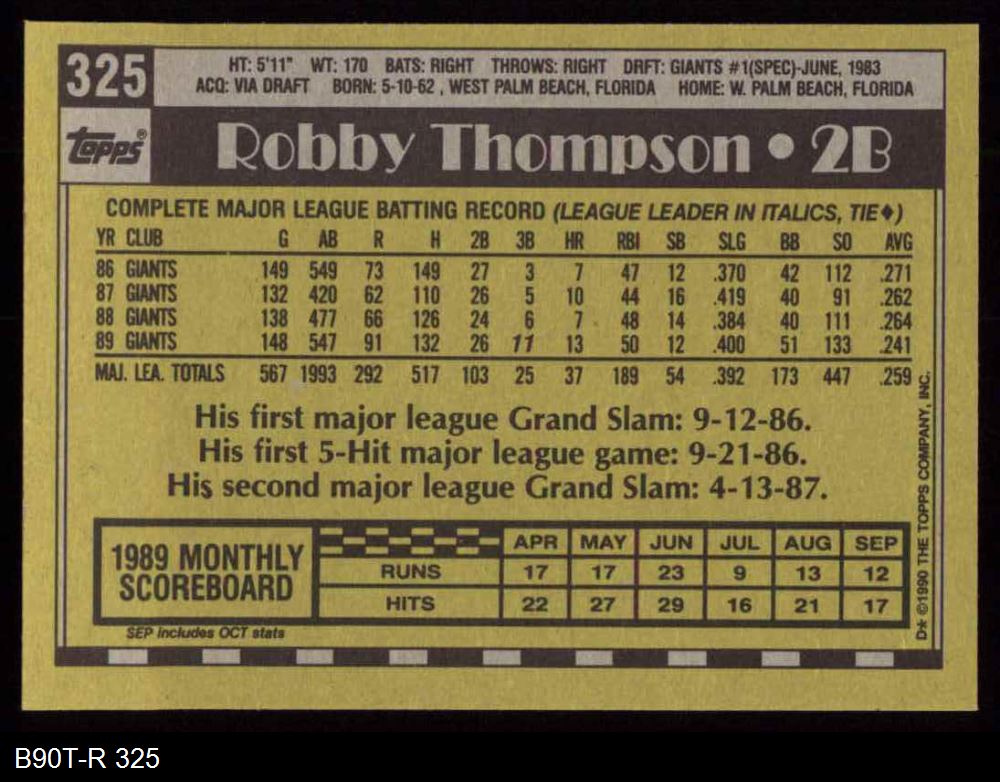 325
HT: 5'11" WT: 170 BATS: RIGHT THROWS: RIGHT DRFT: GIANTS #1(SPEC)-JUNE, 1983
ACQ: VIA DRAFT BORN: 5-10-62 , WEST PALM BEACH, FLORIDA HOME: W. PALM BEACH, FLORIDA
Topps®
Robby Thompson • 2B
COMPLETE MAJOR LEAGUE BATTING RECORD (LEAGUE LEADER IN ITALICS, TIE♦)
YR CLUB G AB R H 2B 3B HR RBI SB SLG BB SO AVG
86 GIANTS 149 549 73 149 27 3 7 47 12 .370 42 112 .271
87 GIANTS 132 420 62 110 26 5 10 44 16 .419 40 91 .262
88 GIANTS 138 477 66 126 24 6 7 48 14 .384 40 111 .264
89 GIANTS 148 547 91 132 26 11 13 50 12 .400 51 133 .241
MAJ. LEA. TOTALS 567 1993 292 517 103 25 37 189 54 .392 173 447 .259
His first major league Grand Slam: 9-12-86.
His first 5-Hit major league game: 9-21-86.
His second major league Grand Slam: 4-13-87.
1989 MONTHLY
SCOREBOARD
APR MAY JUN JUL AUG SEP
RUNS 17 17 23 9 13 12
HITS 22 27 29 16 21 17
SEP includes OCT stats
D* ©1990 THE TOPPS COMPANY, INC.
B90T-R 325